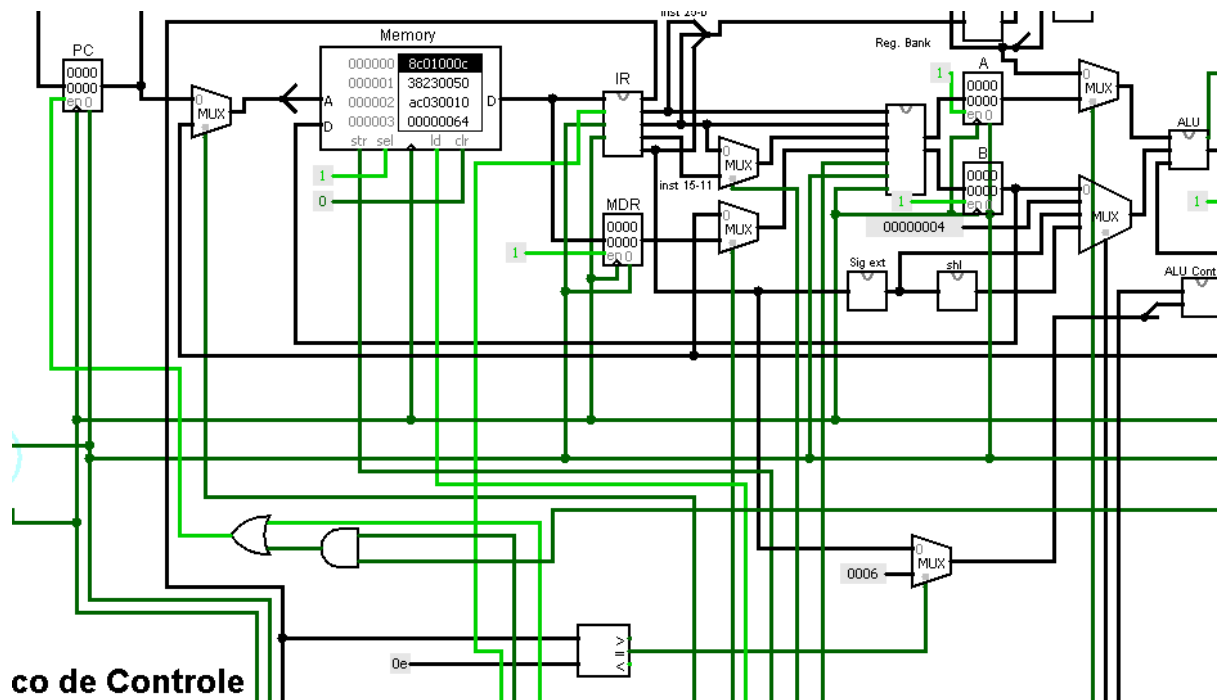 inst 20-0
Memory
PC
Reg. Bank
0000
0000
en 0
000000 8c01000c
000001 38230050
000002 ac030010
000003 00000064
A
D
D
str sel ld clr
0
MUX
IR
A
1
0000
0000
en 0
0
MUX
ALU
1
0
inst 15-11
MUX
B
0000
0000
en 0
1
1
00000004
0
MUX
MDR
0000
0000
en 0
1
0
MUX
Sig ext
shl
ALU Cont
0
MUX
0006
0e
>
=
<
co de Controle